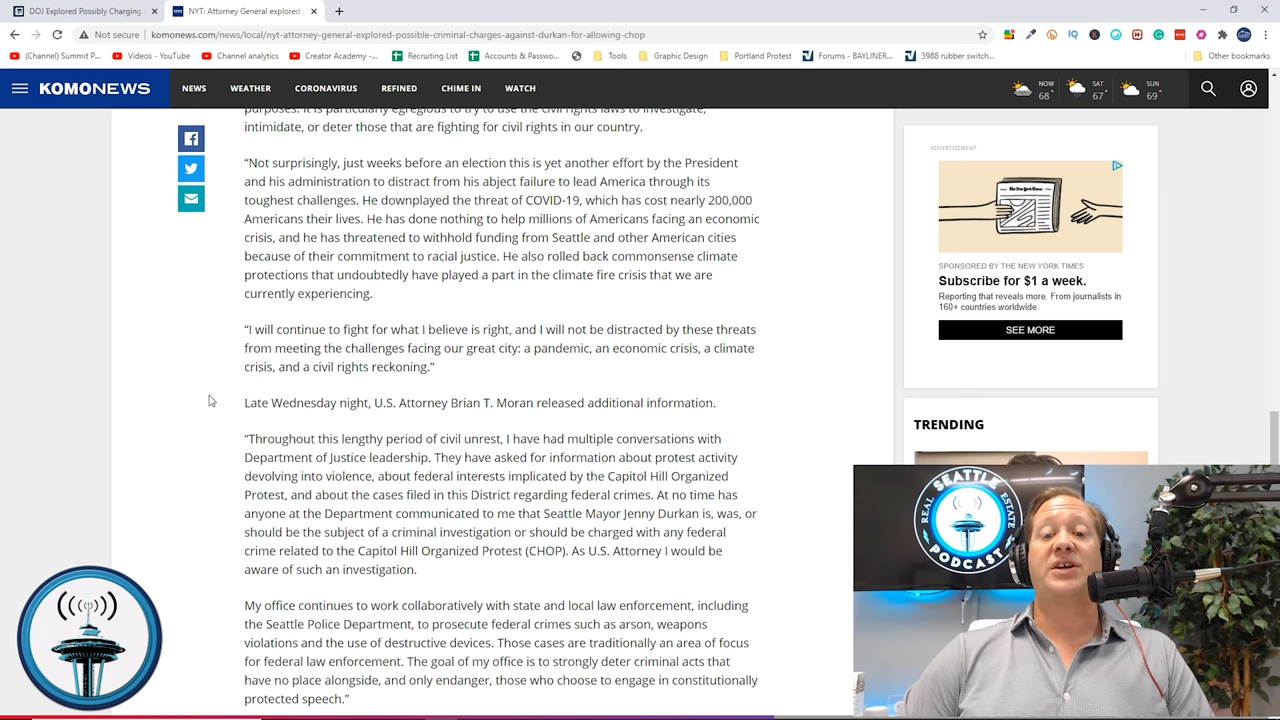 DOJ Explored Possibly Charging
NYT: Attorney General explored
Not secure
komonews.com/news/local/nyt-attorney-general-explored-possible-criminal-charges-against-durkan-for-allowing-chop
(Channel) Summit P... Videos - YouTube Channel analytics Creator Academy -... Recruiting List Accounts & Passwo... Tools Graphic Design Portland Protest Forums - BAYLINER... 3988 rubber switch... Other bookmarks
KOMONEWS NEWS WEATHER CORONAVIRUS REFINED CHIME IN WATCH
NOW 68° SAT 67° SUN 69°
purposes. It is particularly egregious to try to use the civil rights laws to investigate,
intimidate, or deter those that are fighting for civil rights in our country.
“Not surprisingly, just weeks before an election this is yet another effort by the President
and his administration to distract from his abject failure to lead America through its
toughest challenges. He downplayed the threat of COVID-19, which has cost nearly 200,000
Americans their lives. He has done nothing to help millions of Americans facing an economic
crisis, and he has threatened to withhold funding from Seattle and other American cities
because of their commitment to racial justice. He also rolled back commonsense climate
protections that undoubtedly have played a part in the climate fire crisis that we are
currently experiencing.
“I will continue to fight for what I believe is right, and I will not be distracted by these threats
from meeting the challenges facing our great city: a pandemic, an economic crisis, a climate
crisis, and a civil rights reckoning.”
Late Wednesday night, U.S. Attorney Brian T. Moran released additional information.
“Throughout this lengthy period of civil unrest, I have had multiple conversations with
Department of Justice leadership. They have asked for information about protest activity
devolving into violence, about federal interests implicated by the Capitol Hill Organized
Protest, and about the cases filed in this District regarding federal crimes. At no time has
anyone at the Department communicated to me that Seattle Mayor Jenny Durkan is, was, or
should be the subject of a criminal investigation or should be charged with any federal
crime related to the Capitol Hill Organized Protest (CHOP). As U.S. Attorney I would be
aware of such an investigation.
My office continues to work collaboratively with state and local law enforcement, including
the Seattle Police Department, to prosecute federal crimes such as arson, weapons
violations and the use of destructive devices. Those cases are traditionally an area of focus
for federal law enforcement. The goal of my office is to strongly deter criminal acts that
have no place alongside, and only endanger, those who choose to engage in constitutionally
protected speech.”
ADVERTISEMENT
The New York Times
SPONSORED BY THE NEW YORK TIMES
Subscribe for $1 a week.
Reporting that reveals more. From journalists in
160+ countries worldwide.
SEE MORE
TRENDING
SEATTLE
REAL ESTATE
PODCAST